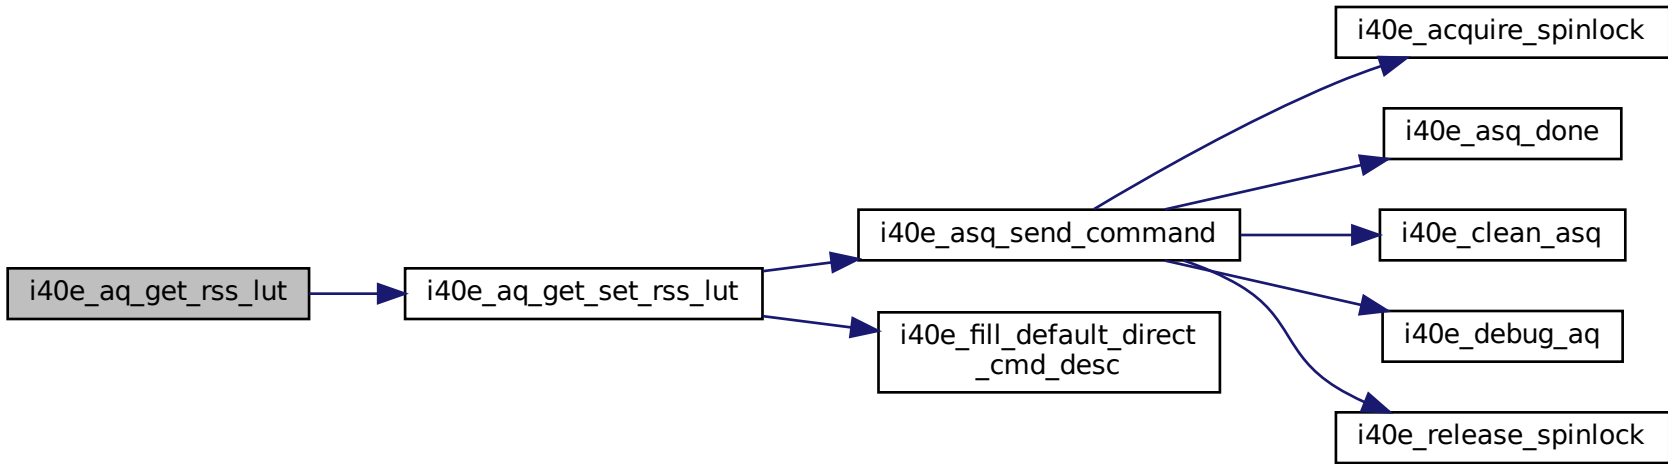 i40e_aq_get_rss_lut
i40e_aq_get_set_rss_lut
i40e_asq_send_command
i40e_fill_default_direct
_cmd_desc
i40e_acquire_spinlock
i40e_asq_done
i40e_clean_asq
i40e_debug_aq
i40e_release_spinlock